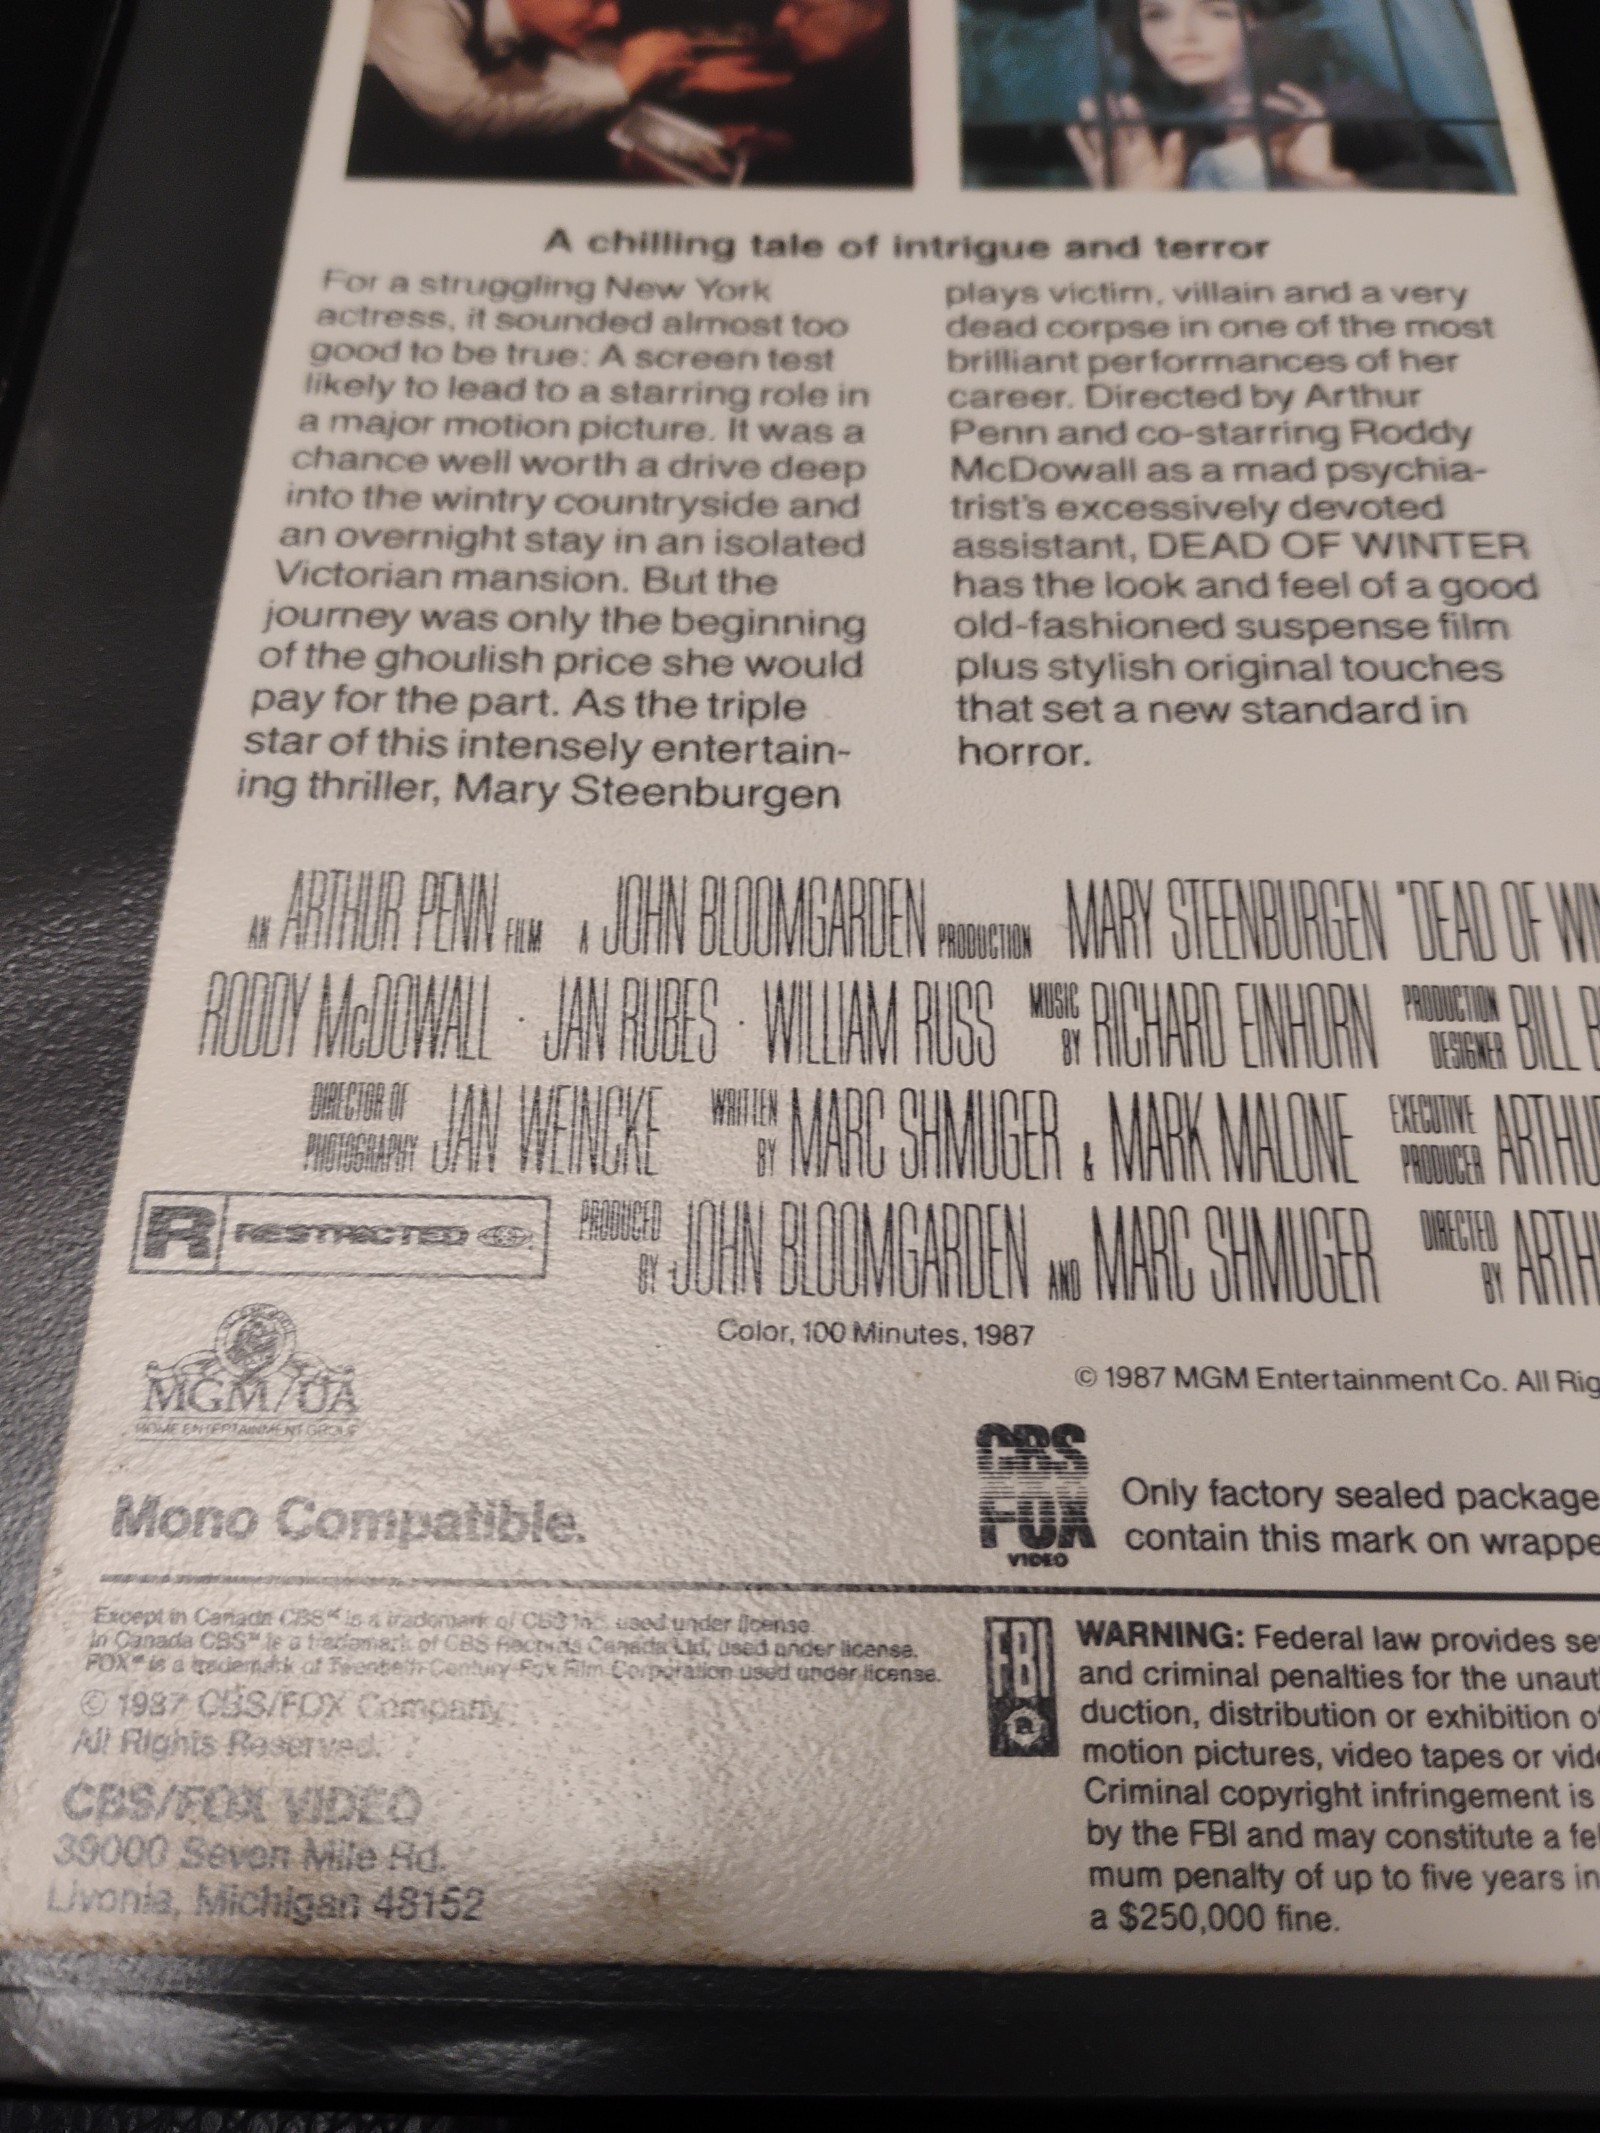 A chilling tale of intrigue and terror
For a struggling New York
actress, it sounded almost too
good to be true: A screen test
likely to lead to a starring role in
a major motion picture. It was a
chance well worth a drive deep
into the wintry countryside and
an overnight stay in an isolated
Victorian mansion. But the
journey was only the beginning
of the ghoulish price she would
pay for the part. As the triple
star of this intensely entertain-
ing thriller, Mary Steenburgen
plays victim, villain and a very
dead corpse in one of the most
brilliant performances of her
career. Directed by Arthur
Penn and co-starring Roddy
McDowall as a mad psychia-
trist's excessively devoted
assistant, DEAD OF WINTER
has the look and feel of a good
old-fashioned suspense film
plus stylish original touches
that set a new standard in
horror.
AN ARTHUR PENN FILM A JOHN BLOOMGARDEN PRODUCTION MARY STEENBURGEN "DEAD OF WIN
RODDY McDOWALL · JAN RUBES · WILLIAM RUSS MUSIC BY RICHARD EINHORN PRODUCTION DESIGNER BILL B
DIRECTOR OF PHOTOGRAPHY JAN WEINCKE WRITTEN BY MARC SHMUGER & MARK MALONE EXECUTIVE PRODUCER ARTHU
R RESTRICTED PRODUCED BY JOHN BLOOMGARDEN AND MARC SHMUGER DIRECTED BY ARTH
Color, 100 Minutes, 1987
© 1987 MGM Entertainment Co. All Rig
MGM/UA
HOME ENTERTAINMENT GROUP
CBS
FOX
VIDEO
Only factory sealed package
contain this mark on wrappe
Mono Compatible.
Except in Canada CBS™ is a trademark of CBS Inc. used under license.
In Canada CBS™ is a trademark of CBS Records Canada Ltd, used under license.
FOX® is a trademark of Twentieth Century-Fox Film Corporation used under license.
© 1987 CBS/FOX Company
All Rights Reserved.
CBS/FOX VIDEO
39000 Seven Mile Rd.
Livonia, Michigan 48152
FBI
WARNING: Federal law provides se
and criminal penalties for the unaut
duction, distribution or exhibition o
motion pictures, video tapes or vid
Criminal copyright infringement is
by the FBI and may constitute a fe
mum penalty of up to five years in
a $250,000 fine.